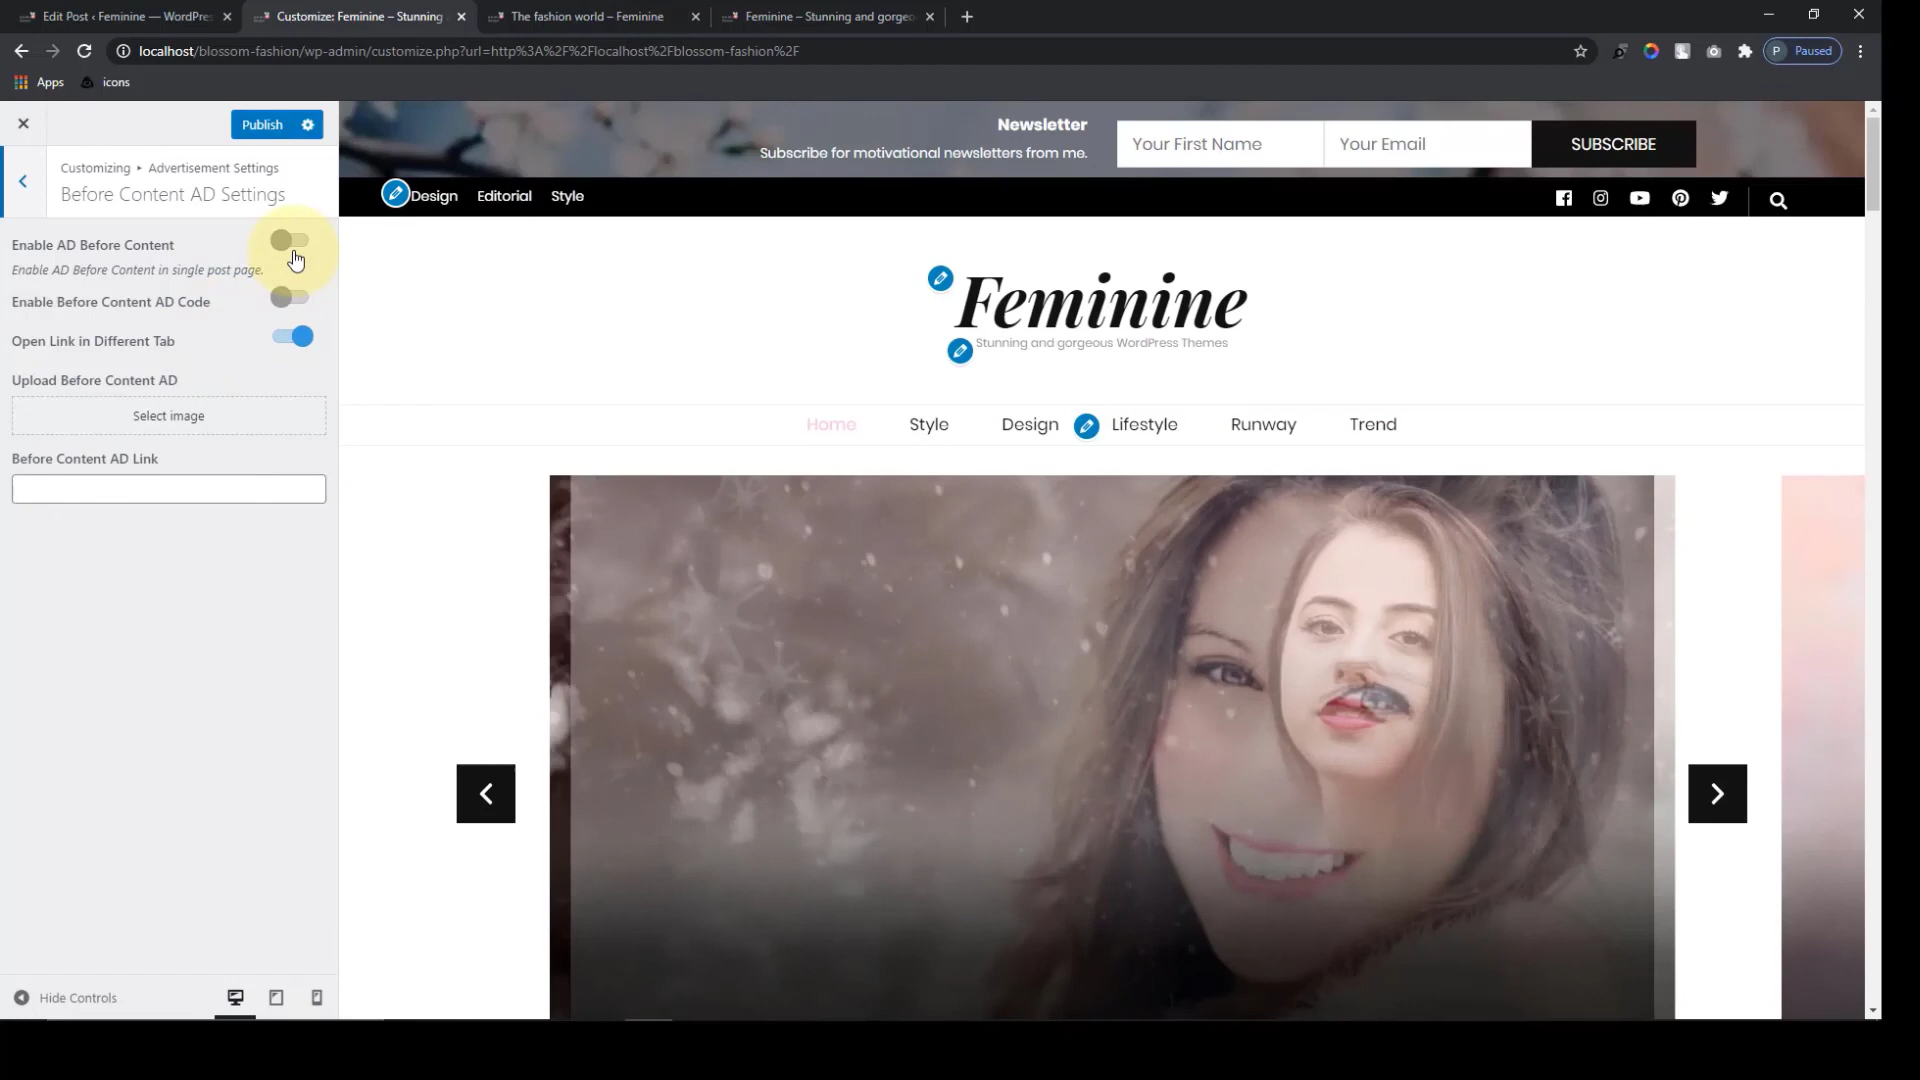 Edit Post ‹ Feminine — WordPres
Customize: Feminine – Stunning
The fashion world – Feminine
Feminine – Stunning and gorgeo
localhost/blossom-fashion/wp-admin/customize.php?url=http%3A%2F%2Flocalhost%2Fblossom-fashion%2F
P Paused
Apps
icons
Publish
Customizing ▸ Advertisement Settings
Before Content AD Settings
Enable AD Before Content
Enable AD Before Content in single post page.
Enable Before Content AD Code
Open Link in Different Tab
Upload Before Content AD
Select image
Before Content AD Link
Hide Controls
Newsletter
Subscribe for motivational newsletters from me.
Your First Name
Your Email
SUBSCRIBE
Design Editorial Style
Feminine
Stunning and gorgeous WordPress Themes
Home Style Design Lifestyle Runway Trend